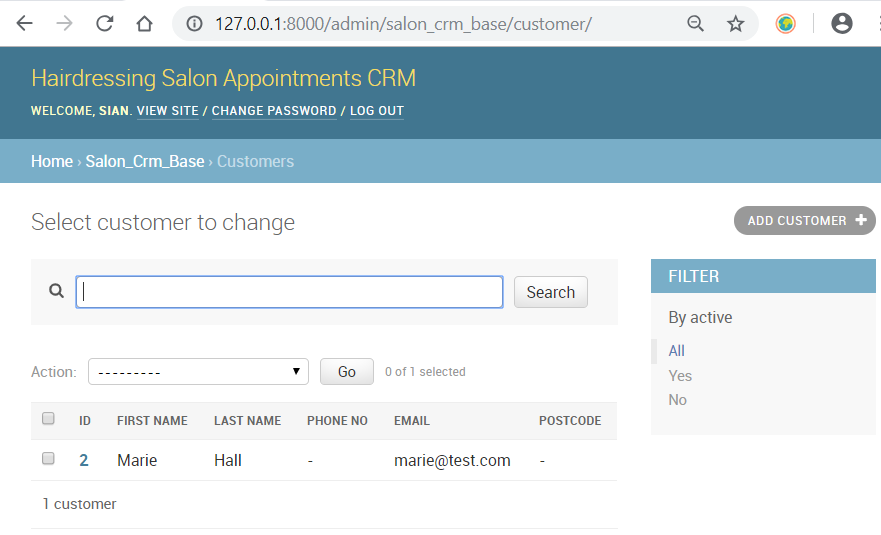 127.0.0.1:8000/admin/salon_crm_base/customer/
Hairdressing Salon Appointments CRM
WELCOME, SIAN. VIEW SITE / CHANGE PASSWORD / LOG OUT
Home › Salon_Crm_Base › Customers
Select customer to change
ADD CUSTOMER +
Search
FILTER
By active
All
Yes
No
Action: --------- Go 0 of 1 selected
ID FIRST NAME LAST NAME PHONE NO EMAIL POSTCODE
2 Marie Hall - marie@test.com -
1 customer